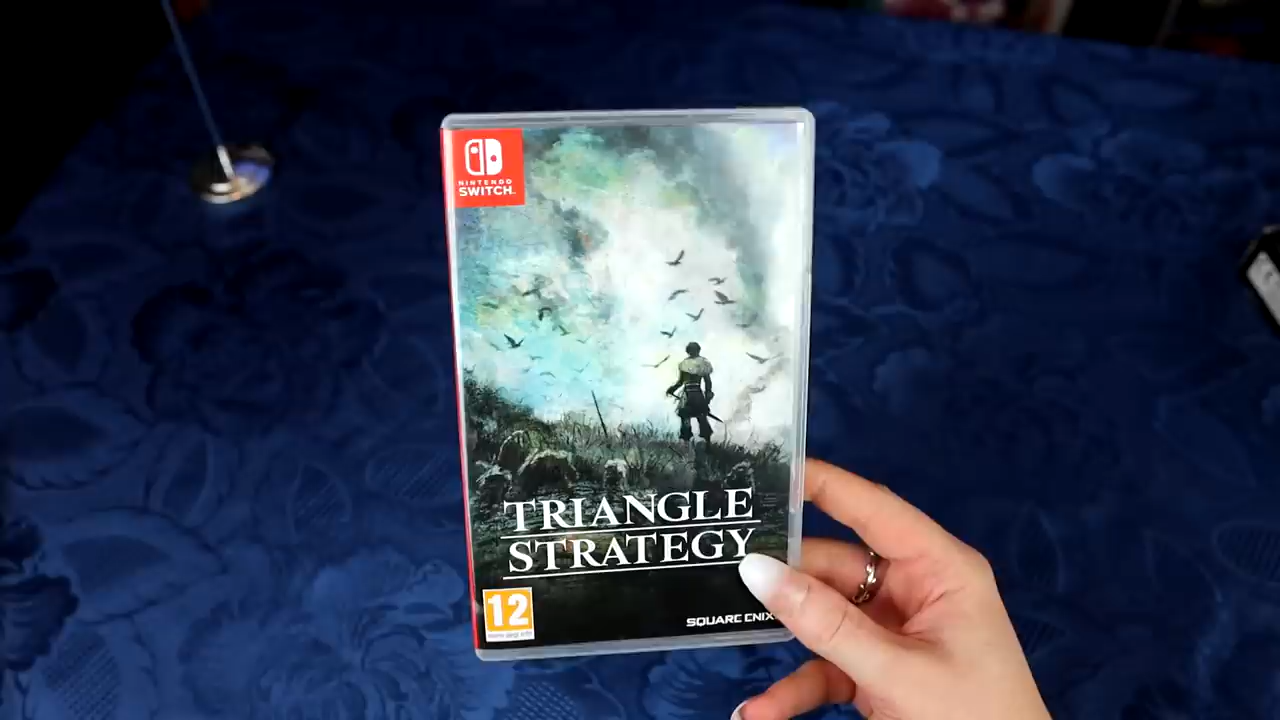 NINTENDO
SWITCH
TRIANGLE
STRATEGY
12
SQUARE ENIX